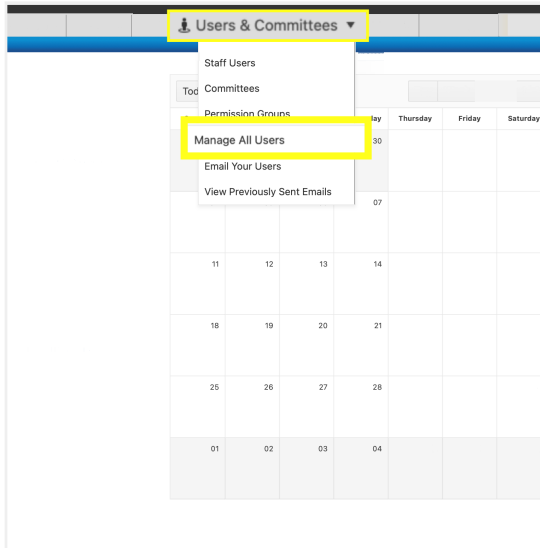 Users & Committees ▼
Staff Users
Committees
Permission Groups
Manage All Users
Email Your Users
View Previously Sent Emails
Tod
day Thursday Friday Saturday
30
07
11 12 13 14
18 19 20 21
25 26 27 28
01 02 03 04